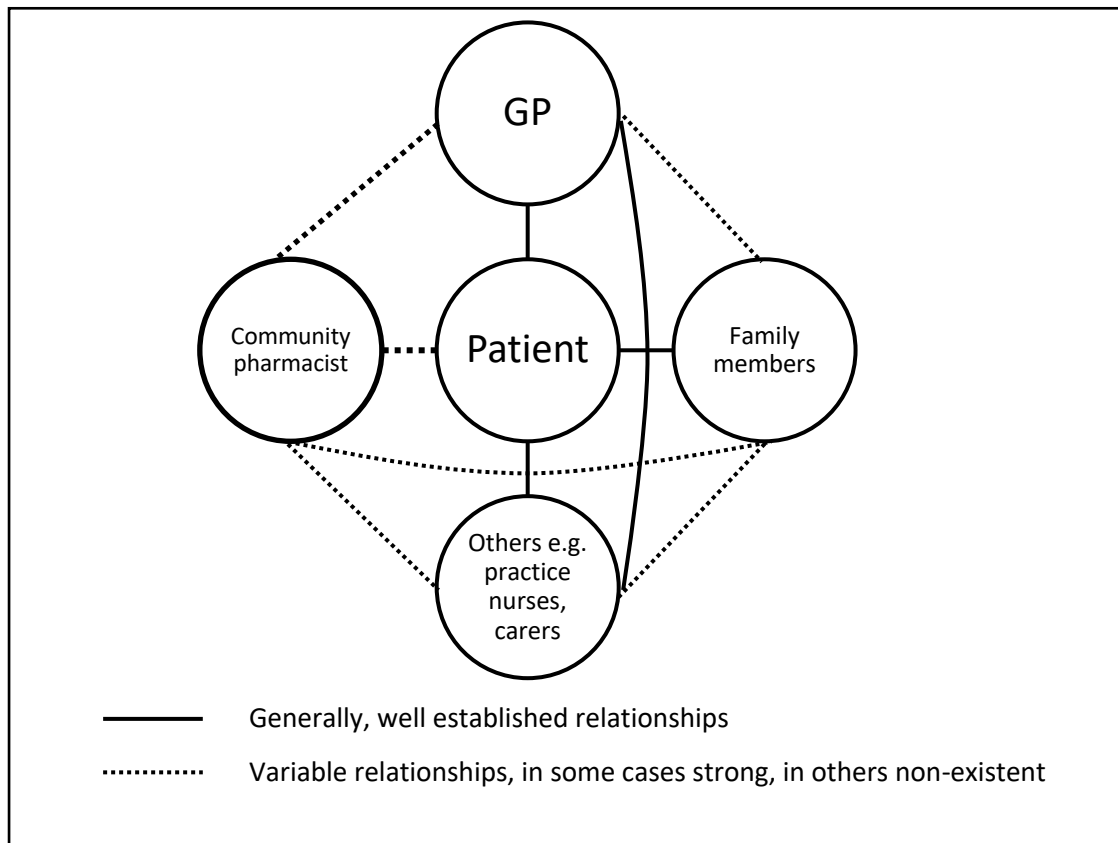 GP
Community
pharmacist
Patient
Family
members
Others e.g.
practice
nurses,
carers
Generally, well established relationships
Variable relationships, in some cases strong, in others non-existent